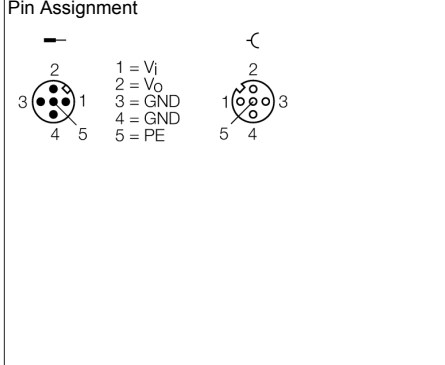 Pin Assignment
2
3 1
4 5
1 = Vi
2 = VO
3 = GND
4 = GND
5 = PE
2
1 3
5 4